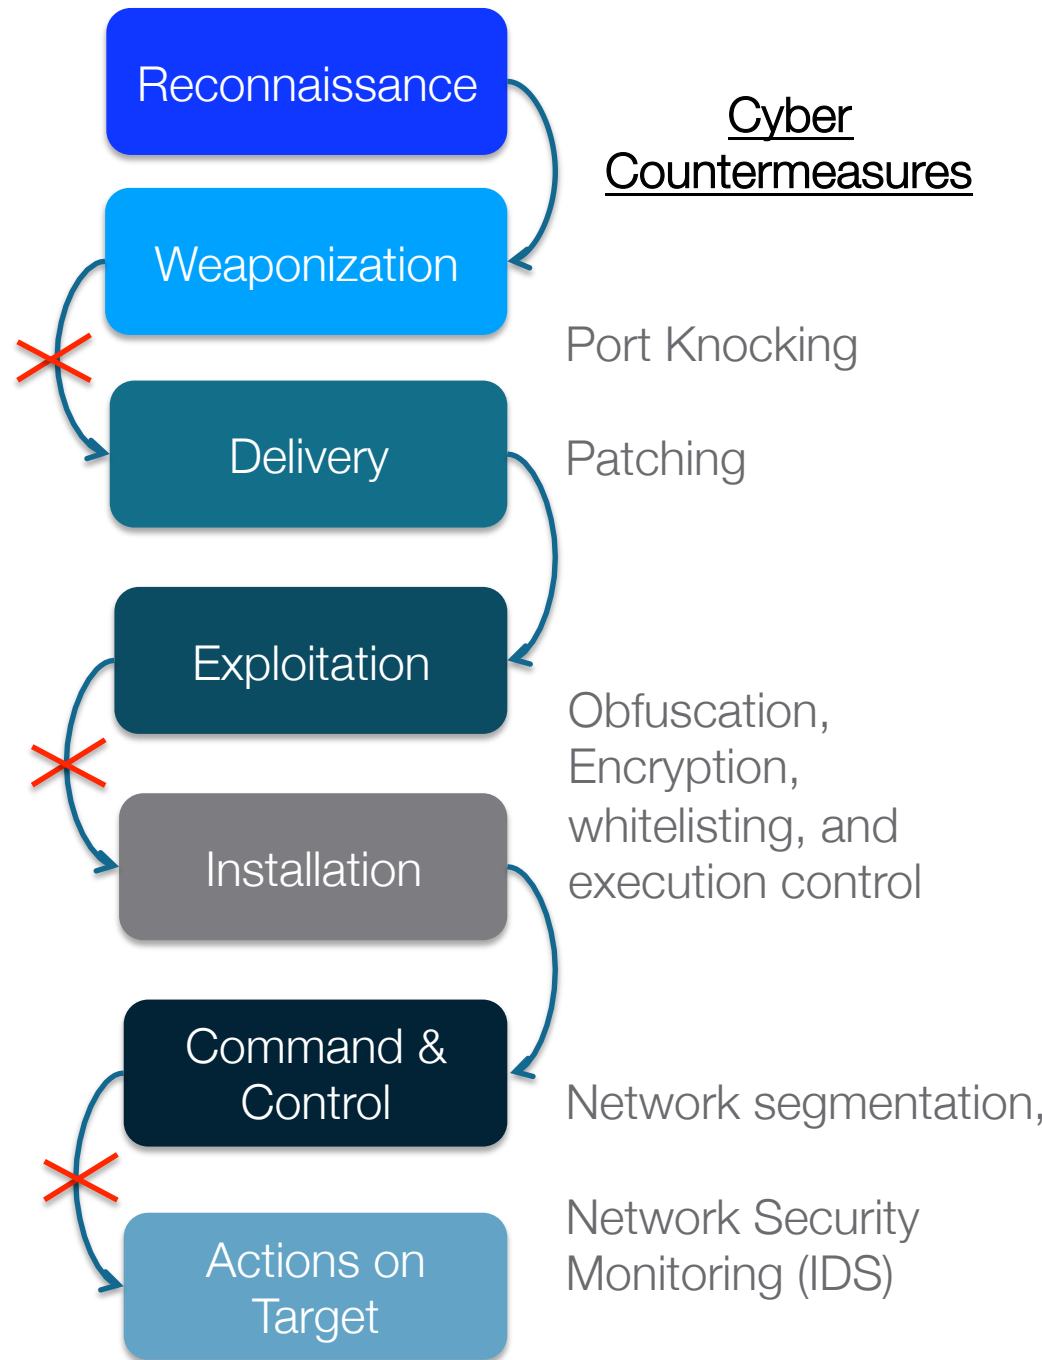 Reconnaissance
Cyber
Countermeasures
Weaponization
Port Knocking
Delivery
Patching
Exploitation
Obfuscation,
Encryption,
whitelisting, and
execution control
Installation
Command &
Control
Network segmentation,
Network Security
Monitoring (IDS)
Actions on
Target